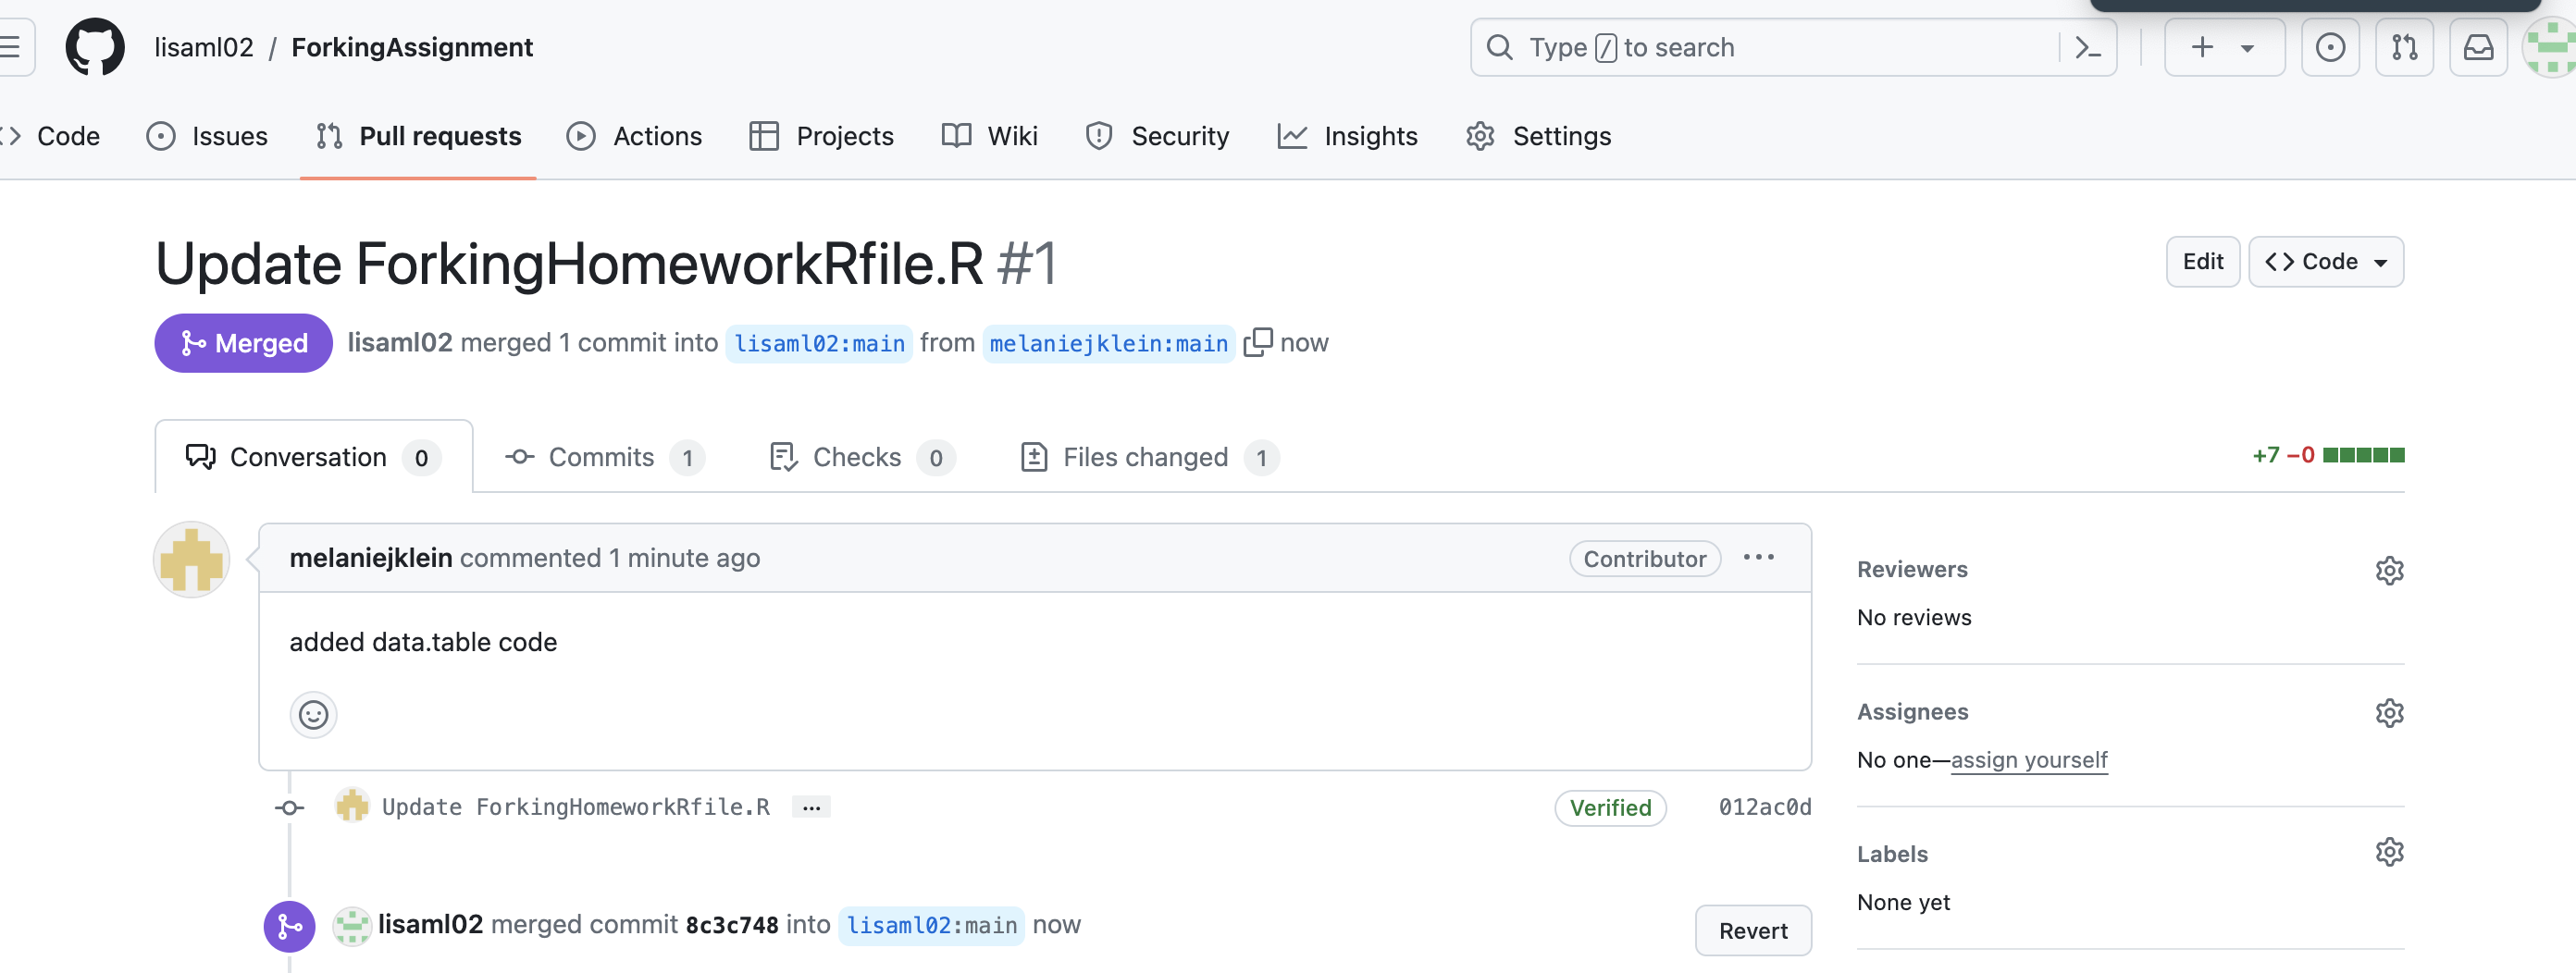 lisaml02 / ForkingAssignment
Type / to search
Code Issues Pull requests Actions Projects Wiki Security Insights Settings
Update ForkingHomeworkRfile.R #1
Edit Code
Merged lisaml02 merged 1 commit into lisaml02:main from melaniejklein:main now
Conversation 0 Commits 1 Checks 0 Files changed 1
+7 −0
melaniejklein commented 1 minute ago Contributor ...
added data.table code
Reviewers
No reviews
Assignees
No one—assign yourself
Update ForkingHomeworkRfile.R ... Verified 012ac0d
Labels
None yet
lisaml02 merged commit 8c3c748 into lisaml02:main now
Revert